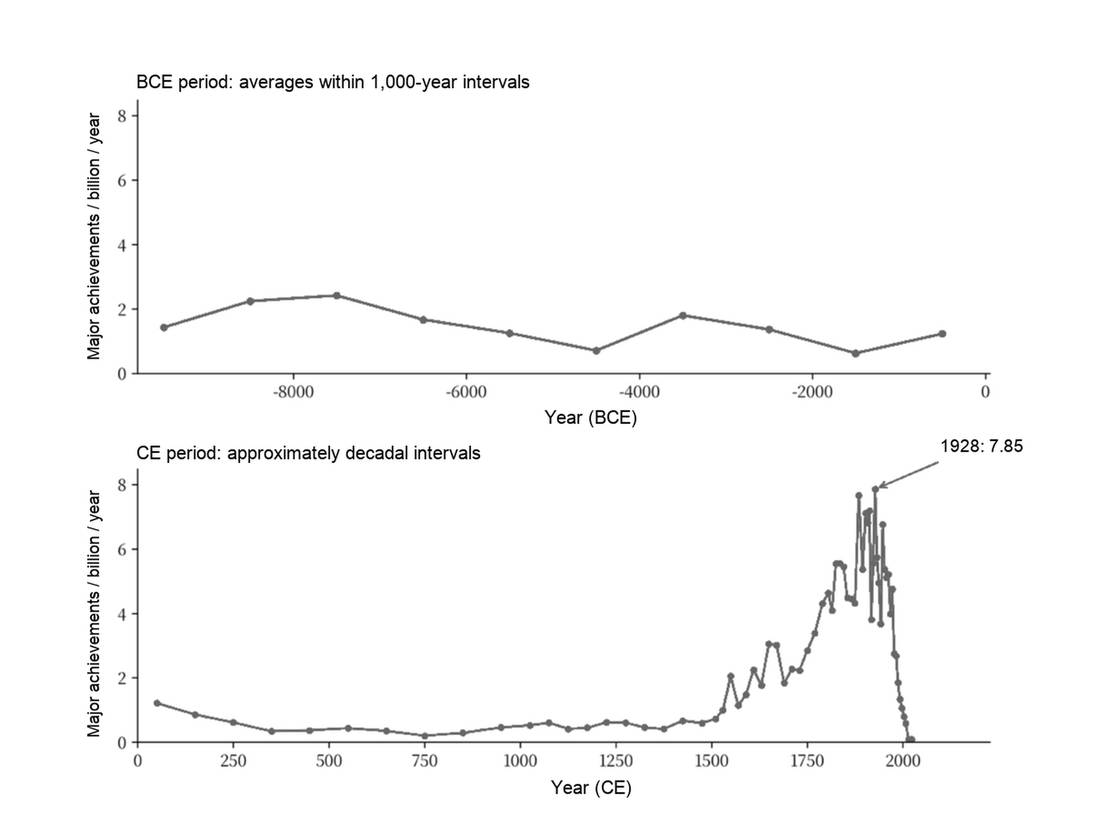 BCE period: averages within 1,000-year intervals
Major achievements / billion / year
8
6
4
2
0
-8000 -6000 -4000 -2000 0
Year (BCE)
CE period: approximately decadal intervals
1928: 7.85
Major achievements / billion / year
8
6
4
2
0
0 250 500 750 1000 1250 1500 1750 2000
Year (CE)